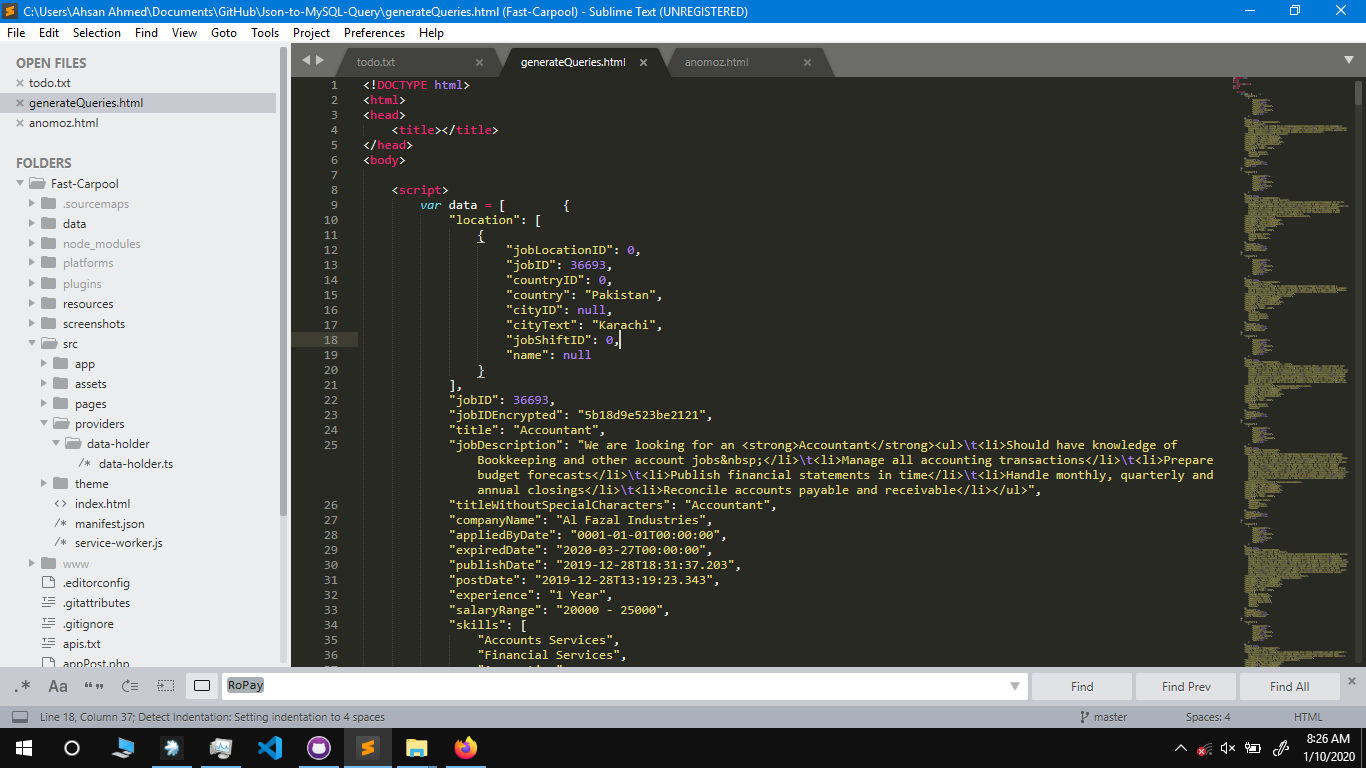 C:\Users\Ahsan Ahmed\Documents\GitHub\Json-to-MySQL-Query\generateQueries.html (Fast-Carpool) - Sublime Text (UNREGISTERED)
File Edit Selection Find View Goto Tools Project Preferences Help
OPEN FILES
todo.txt
generateQueries.html
anomoz.html
FOLDERS
Fast-Carpool
.sourcemaps
data
node_modules
platforms
plugins
resources
screenshots
src
app
assets
pages
providers
data-holder
/* data-holder.ts
theme
<> index.html
/* manifest.json
/* service-worker.js
www
.editorconfig
.gitattributes
.gitignore
apis.txt
appPost.php
todo.txt generateQueries.html anomoz.html
1 <!DOCTYPE html>
2 <html>
3 <head>
4 <title></title>
5 </head>
6 <body>
7
8 <script>
9 var data = [ {
10 "location": [
11 {
12 "jobLocationID": 0,
13 "jobID": 36693,
14 "countryID": 0,
15 "country": "Pakistan",
16 "cityID": null,
17 "cityText": "Karachi",
18 "jobShiftID": 0,
19 "name": null
20 }
21 ],
22 "jobID": 36693,
23 "jobIDEncrypted": "5b18d9e523be2121",
24 "title": "Accountant",
25 "jobDescription": "We are looking for an <strong>Accountant</strong><ul>\t<li>Should have knowledge of
Bookkeeping and other account jobs&nbsp;</li>\t<li>Manage all accounting transactions</li>\t<li>Prepare
budget forecasts</li>\t<li>Publish financial statements in time</li>\t<li>Handle monthly, quarterly and
annual closings</li>\t<li>Reconcile accounts payable and receivable</li></ul>",
26 "titleWithoutSpecialCharacters": "Accountant",
27 "companyName": "Al Fazal Industries",
28 "appliedByDate": "0001-01-01T00:00:00",
29 "expiredDate": "2020-03-27T00:00:00",
30 "publishDate": "2019-12-28T18:31:37.203",
31 "postDate": "2019-12-28T13:19:23.343",
32 "experience": "1 Year",
33 "salaryRange": "20000 - 25000",
34 "skills": [
35 "Accounts Services",
36 "Financial Services",
.* Aa “” RoPay Find Find Prev Find All
Line 18, Column 37; Detect Indentation: Setting indentation to 4 spaces master Spaces: 4 HTML
8:26 AM
1/10/2020